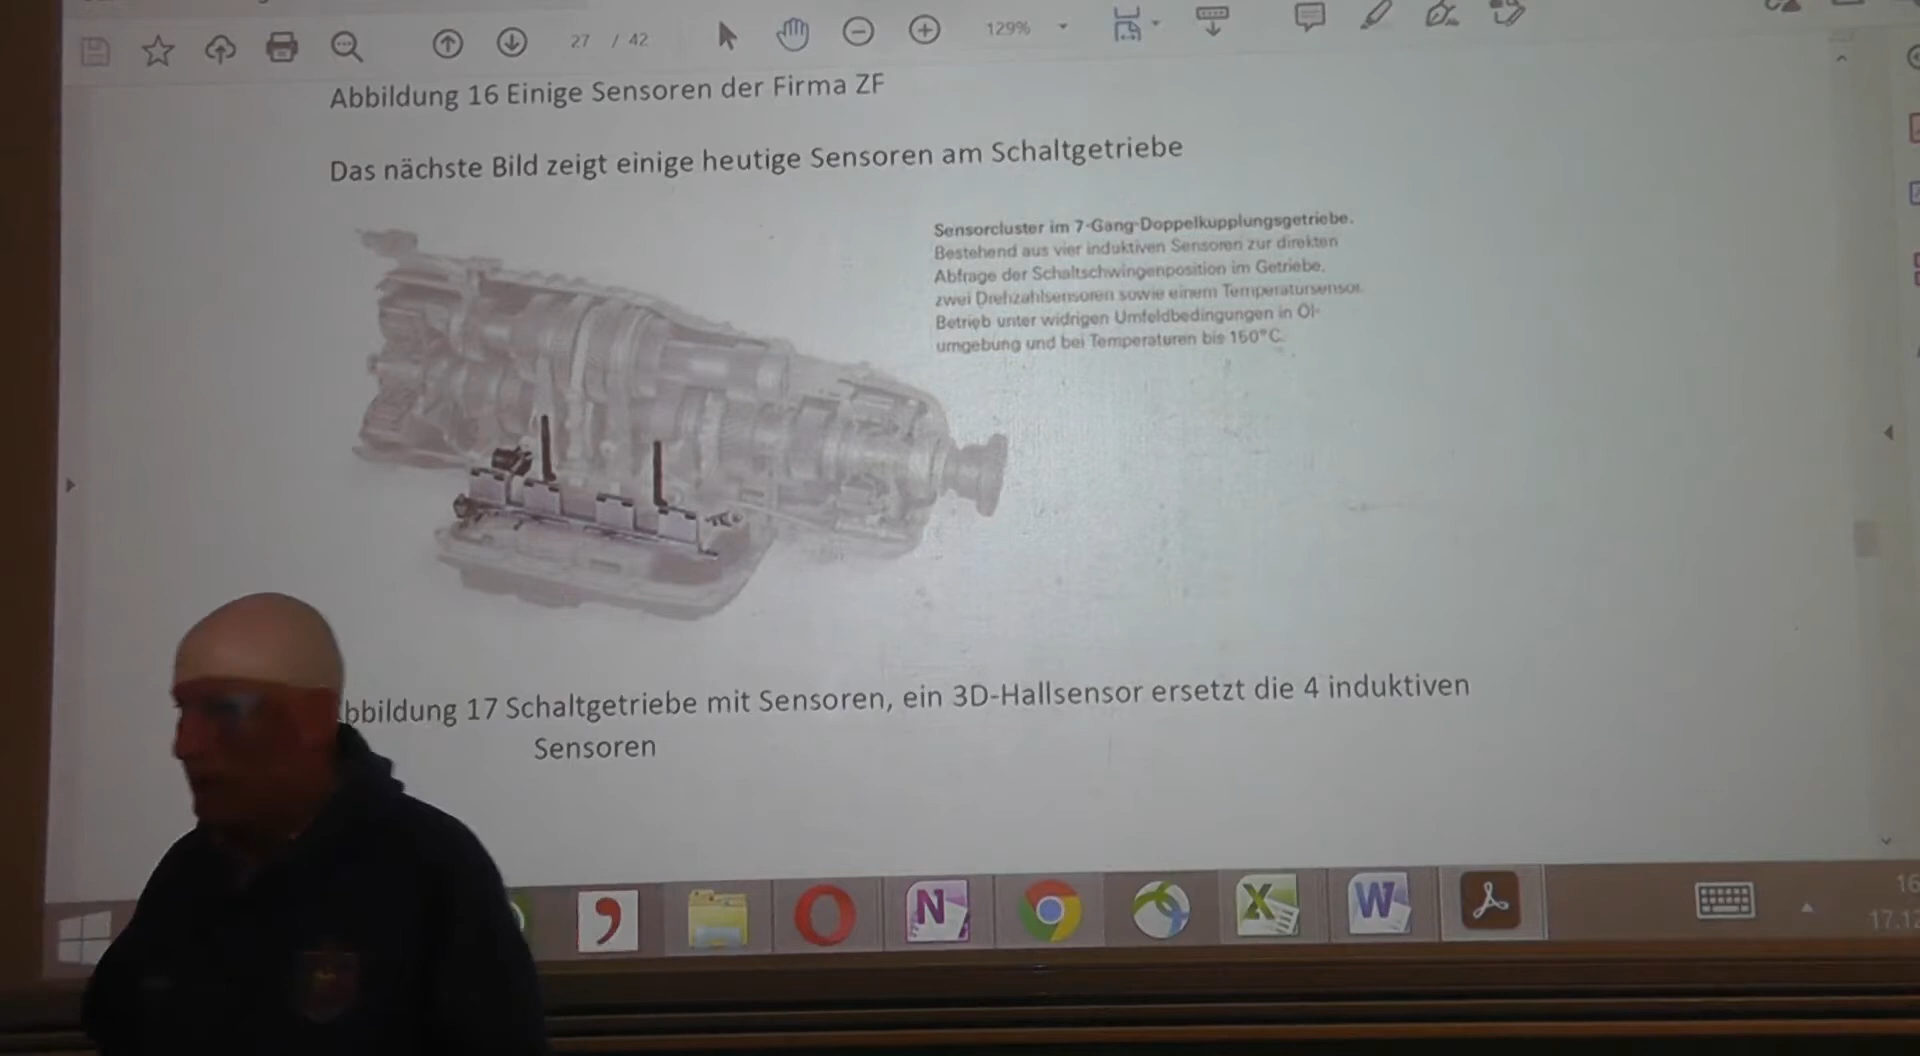 27 / 42
129%
Abbildung 16 Einige Sensoren der Firma ZF
Das nächste Bild zeigt einige heutige Sensoren am Schaltgetriebe
Sensorcluster im 7-Gang-Doppelkupplungsgetriebe.
Bestehend aus vier induktiven Sensoren zur direkten
Abfrage der Schaltschwingenposition im Getriebe,
zwei Drehzahlsensoren sowie einem Temperatursensor.
Betrieb unter widrigen Umfeldbedingungen in Öl-
umgebung und bei Temperaturen bis 150°C.
bbildung 17 Schaltgetriebe mit Sensoren, ein 3D-Hallsensor ersetzt die 4 induktiven
Sensoren
N
X
W
16
17.12